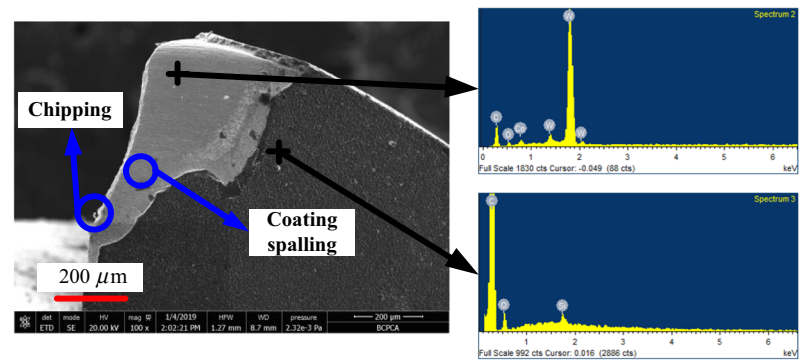 Chipping
Coating
spalling
200 μm
det mode HV mag 1/4/2019 HFW WD pressure 200 μm
ETD SE 20.00 kV 100 x 2:02:21 PM 1.27 mm 8.7 mm 2.32e-3 Pa BCPCA
Spectrum 2
W
C
O
Co
W
W
0 1 2 3 4 5 6
Full Scale 1830 cts Cursor: -0.049 (88 cts) keV
Spectrum 3
C
O
Si
1 2 3 4 5 6
Full Scale 992 cts Cursor: 0.016 (2886 cts) keV